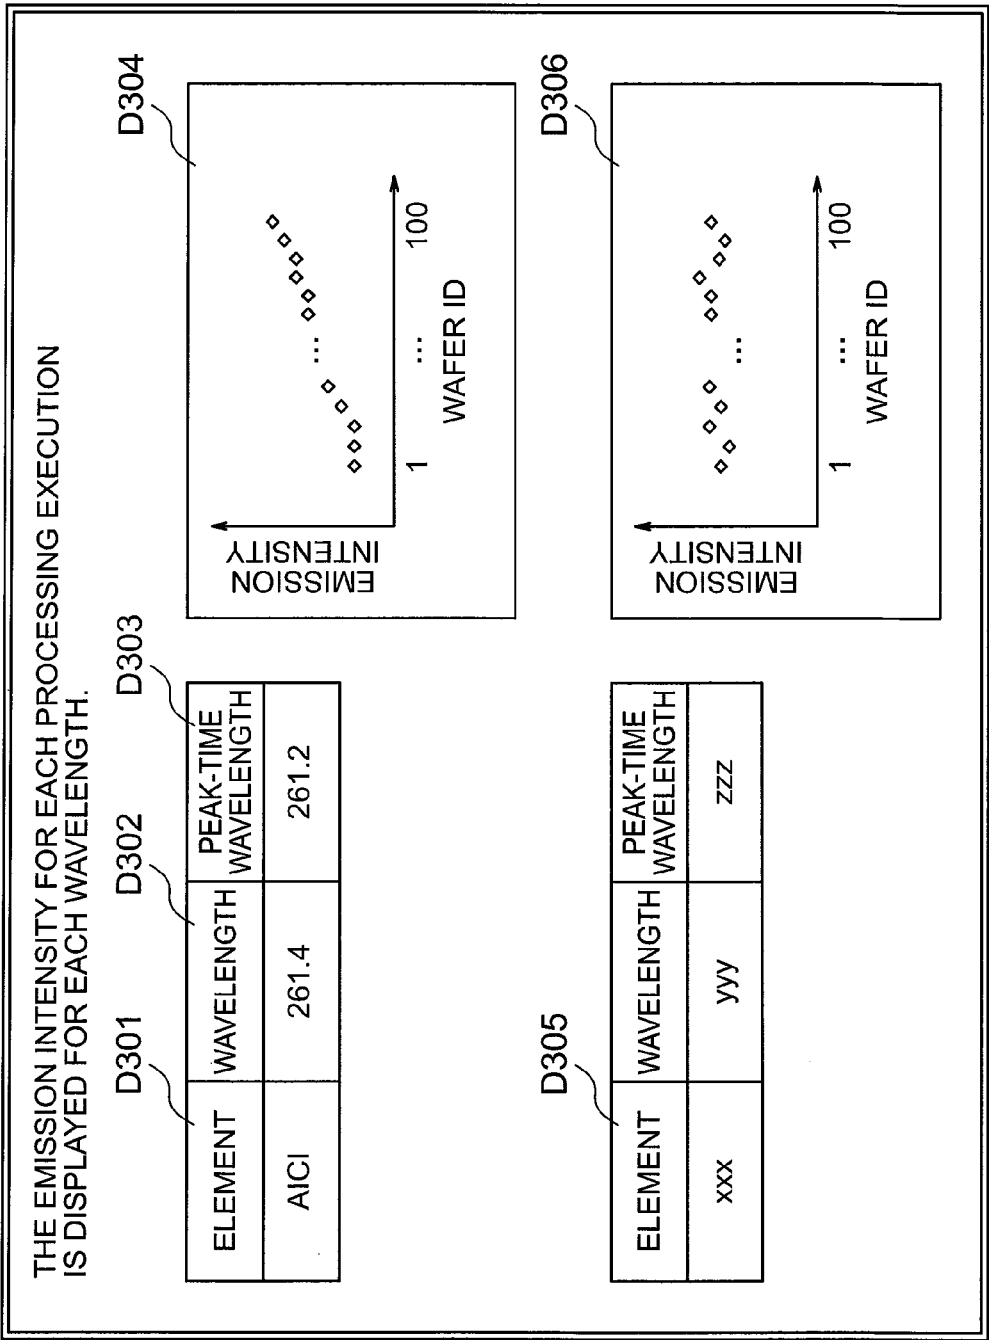 THE EMISSION INTENSITY FOR EACH PROCESSING EXECUTION
IS DISPLAYED FOR EACH WAVELENGTH.
D301
D302
D303
ELEMENT
WAVELENGTH
PEAK-TIME
WAVELENGTH
AlCl
261.4
261.2
D304
EMISSION
INTENSITY
...
1
...
100
WAFER ID
D305
ELEMENT
WAVELENGTH
PEAK-TIME
WAVELENGTH
xxx
yyy
zzz
D306
EMISSION
INTENSITY
...
1
...
100
WAFER ID